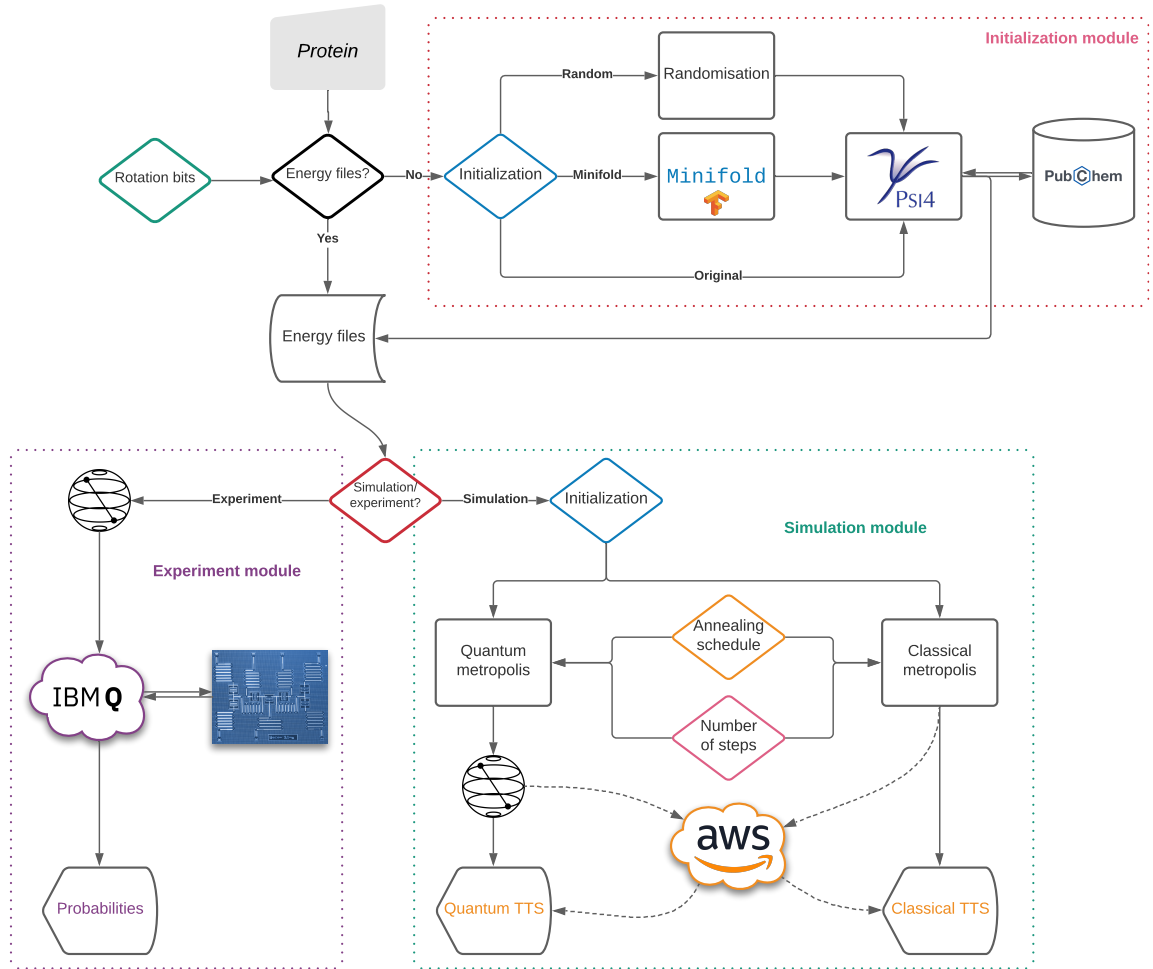 Protein
Initialization module
Random
Randomisation
Rotation bits
Energy files?
No
Initialization
Minifold
Minifold
PSI4
PubChem
Yes
Original
Energy files
Experiment
Simulation/
experiment?
Simulation
Initialization
Simulation module
Experiment module
Annealing
schedule
Quantum
metropolis
Classical
metropolis
IBM Q
Number
of steps
aws
Probabilities
Quantum TTS
Classical TTS